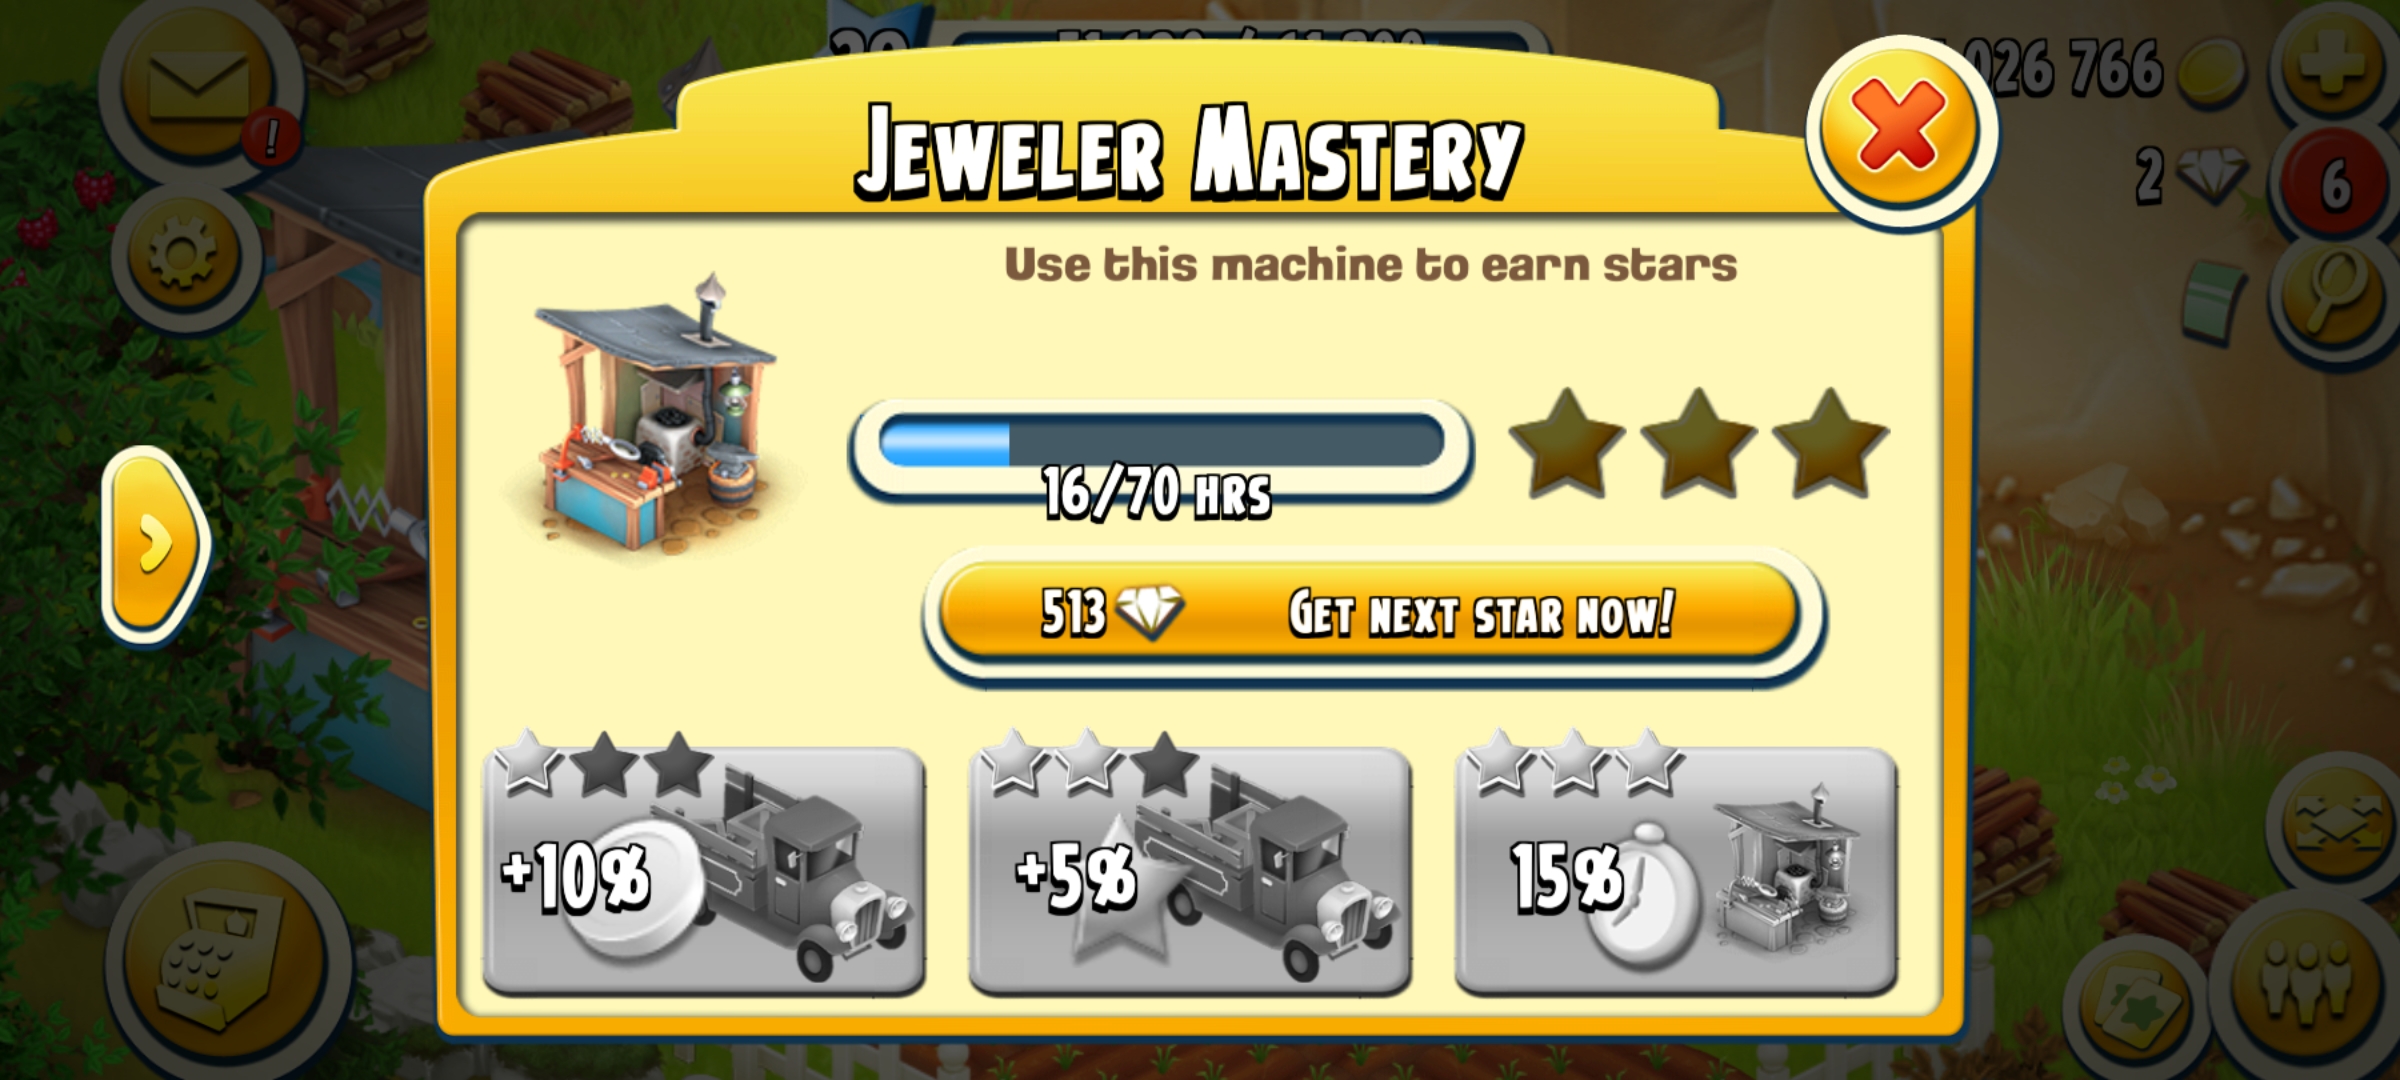 026 766
!
JEWELER MASTERY
2
6
Use this machine to earn stars
16/70 HRS
513 GET NEXT STAR NOW!
+10%
+5%
15%